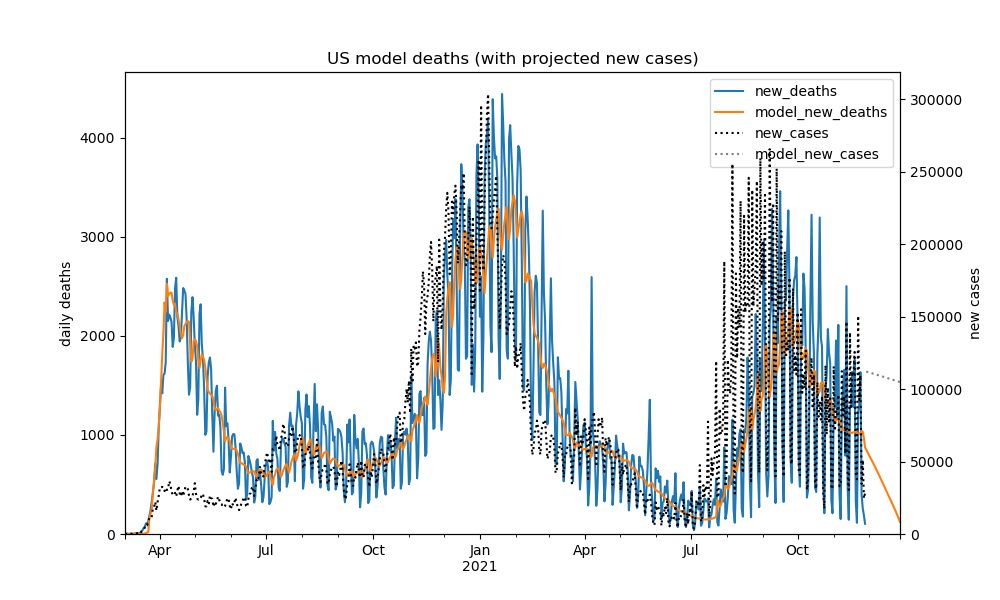 US model deaths (with projected new cases)
new_deaths
model_new_deaths
new_cases
model_new_cases
4000
3000
2000
1000
0
daily deaths
300000
250000
200000
150000
100000
50000
0
new cases
Apr Jul Oct Jan Apr Jul Oct
2021